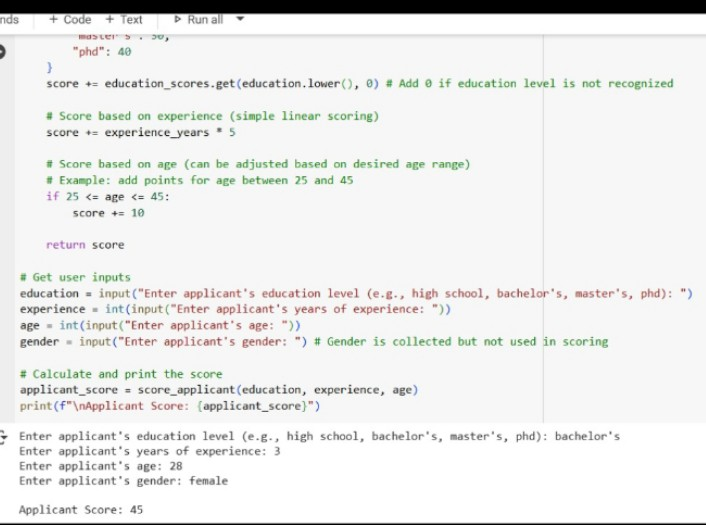 nds + Code + Text Run all
"master's": 30,
"phd": 40
}
score += education_scores.get(education.lower(), 0) # Add 0 if education level is not recognized
# Score based on experience (simple linear scoring)
score += experience_years * 5
# Score based on age (can be adjusted based on desired age range)
# Example: add points for age between 25 and 45
if 25 <= age <= 45:
score += 10
return score
# Get user inputs
education = input("Enter applicant's education level (e.g., high school, bachelor's, master's, phd): ")
experience = int(input("Enter applicant's years of experience: "))
age = int(input("Enter applicant's age: "))
gender = input("Enter applicant's gender: ") # Gender is collected but not used in scoring
# Calculate and print the score
applicant_score = score_applicant(education, experience, age)
print(f"\nApplicant Score: {applicant_score}")
Enter applicant's education level (e.g., high school, bachelor's, master's, phd): bachelor's
Enter applicant's years of experience: 3
Enter applicant's age: 28
Enter applicant's gender: female
Applicant Score: 45